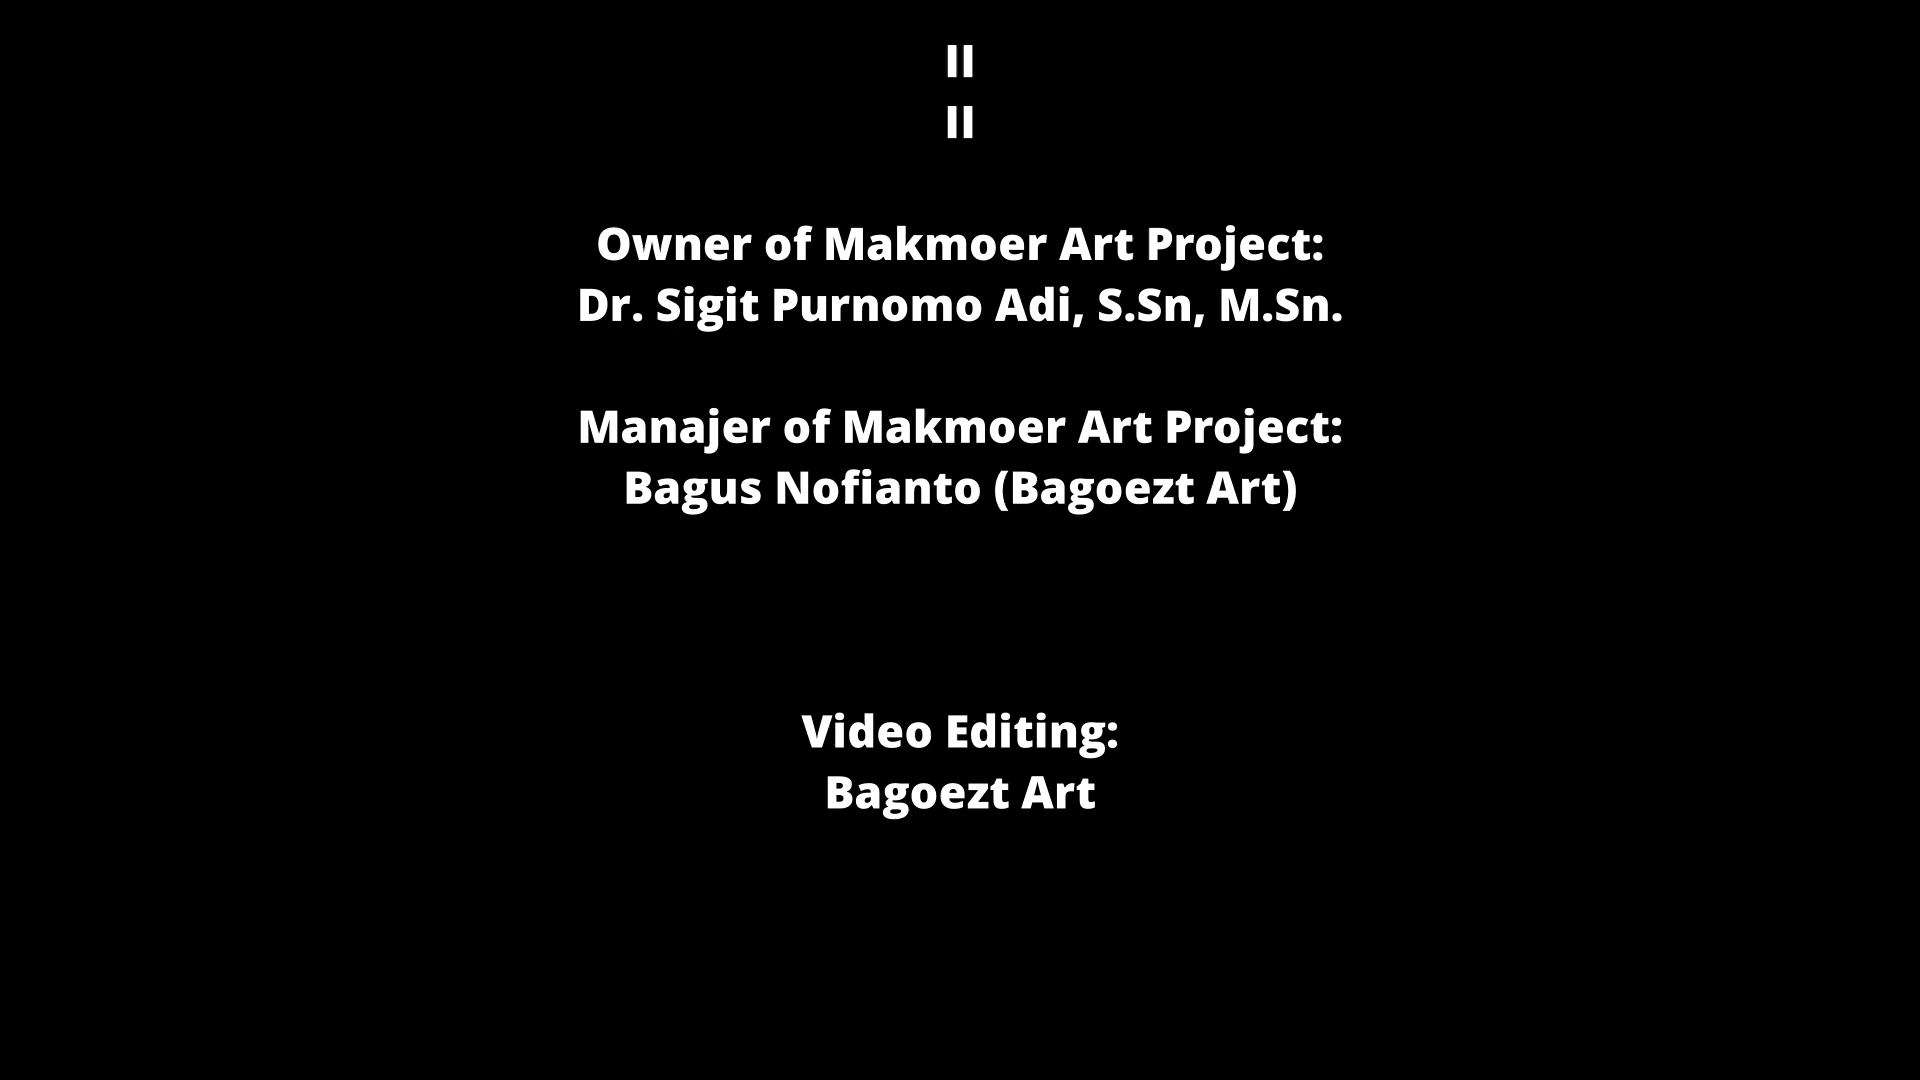 II
II
Owner of Makmoer Art Project:
Dr. Sigit Purnomo Adi, S.Sn, M.Sn.
Manajer of Makmoer Art Project:
Bagus Nofianto (Bagoezt Art)
Video Editing:
Bagoezt Art